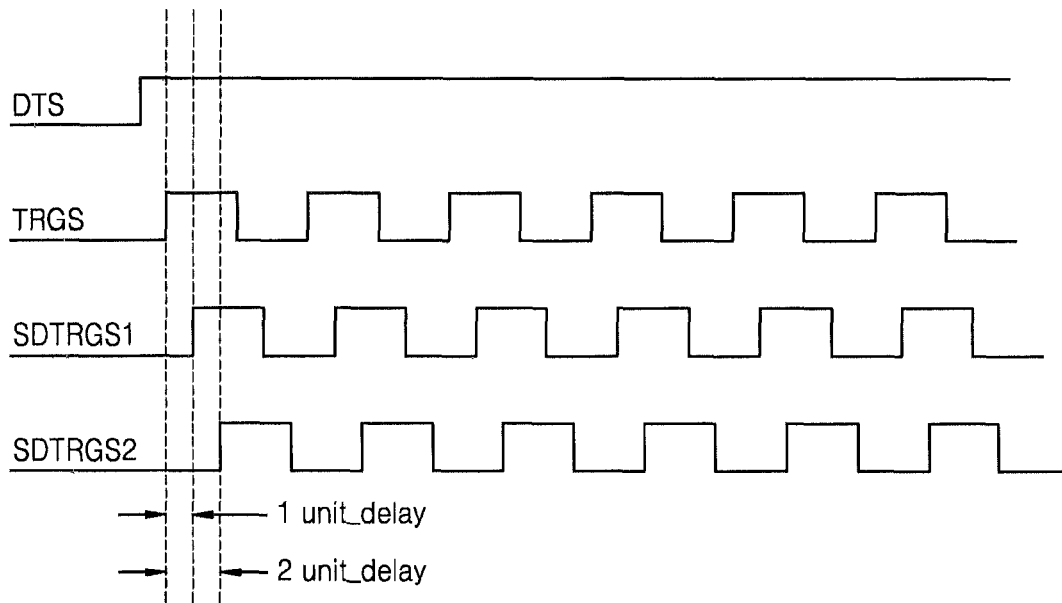 DTS
TRGS
SDTRGS1
SDTRGS2
1 unit_delay
2 unit_delay